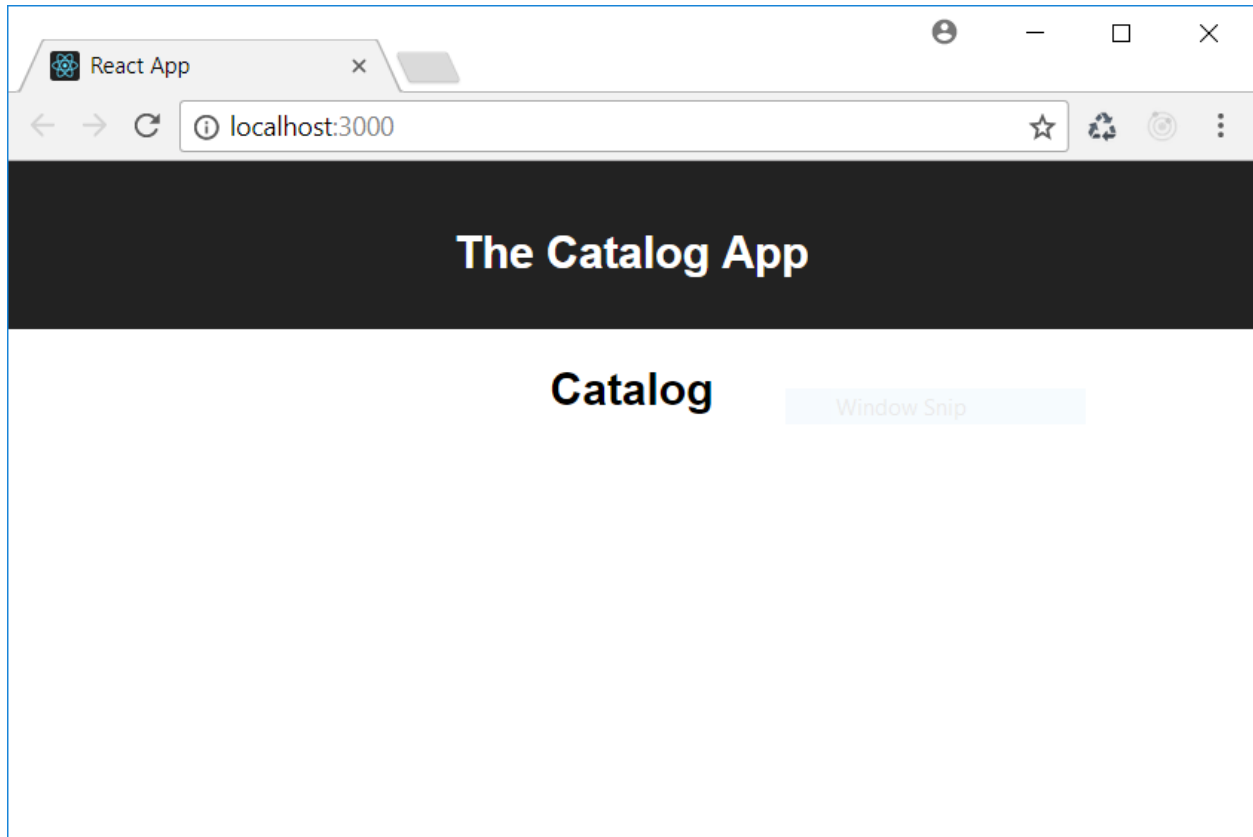 React App
localhost:3000
The Catalog App
Catalog
Window Snip